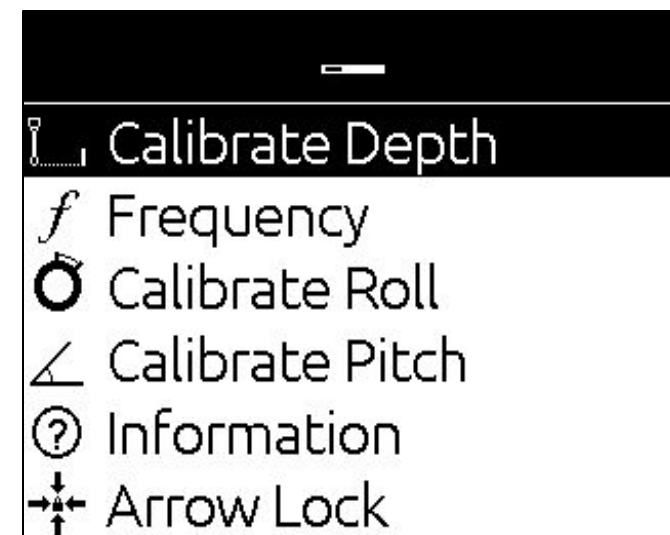 Calibrate Depth
f Frequency
Calibrate Roll
Calibrate Pitch
? Information
Arrow Lock